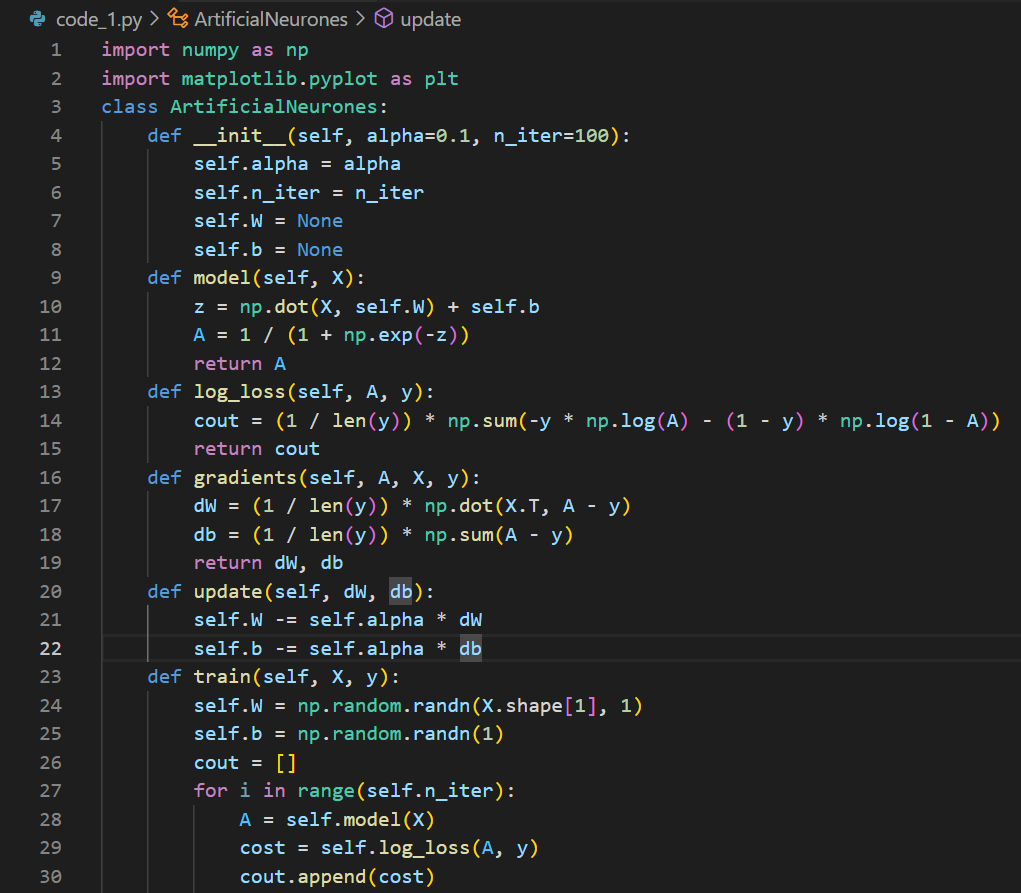 code_1.py > ArtificialNeurones > update
1 import numpy as np
2 import matplotlib.pyplot as plt
3 class ArtificialNeurones:
4     def __init__(self, alpha=0.1, n_iter=100):
5         self.alpha = alpha
6         self.n_iter = n_iter
7         self.W = None
8         self.b = None
9     def model(self, X):
10         z = np.dot(X, self.W) + self.b
11         A = 1 / (1 + np.exp(-z))
12         return A
13     def log_loss(self, A, y):
14         cout = (1 / len(y)) * np.sum(-y * np.log(A) - (1 - y) * np.log(1 - A))
15         return cout
16     def gradients(self, A, X, y):
17         dW = (1 / len(y)) * np.dot(X.T, A - y)
18         db = (1 / len(y)) * np.sum(A - y)
19         return dW, db
20     def update(self, dW, db):
21         self.W -= self.alpha * dW
22         self.b -= self.alpha * db
23     def train(self, X, y):
24         self.W = np.random.randn(X.shape[1], 1)
25         self.b = np.random.randn(1)
26         cout = []
27         for i in range(self.n_iter):
28             A = self.model(X)
29             cost = self.log_loss(A, y)
30             cout.append(cost)